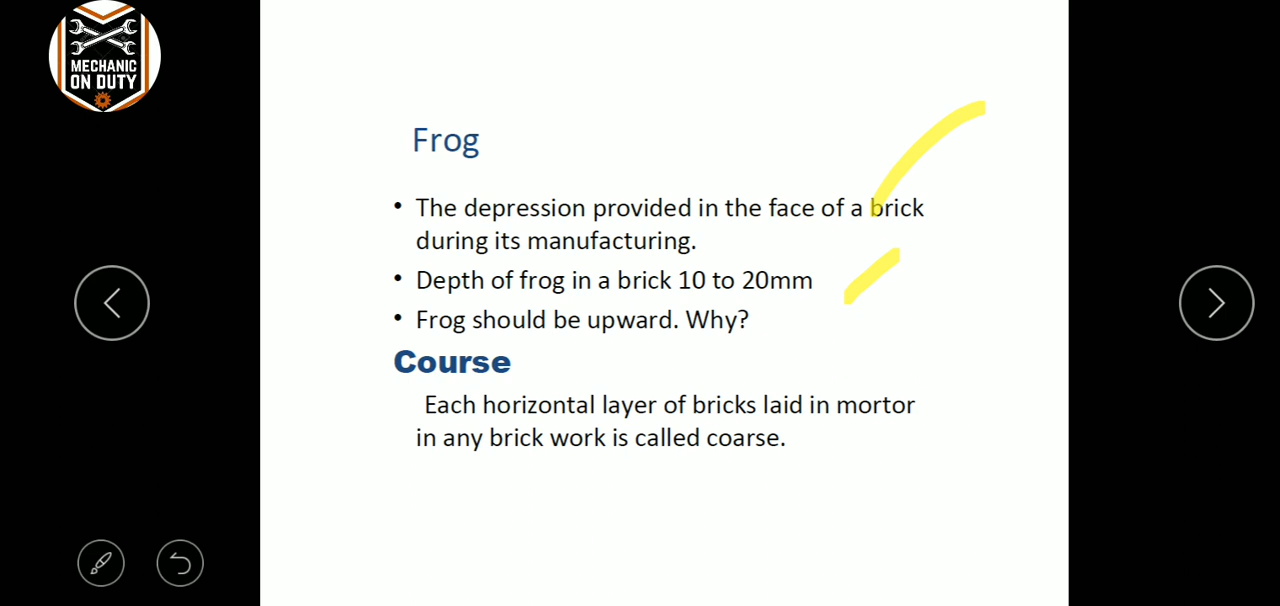 MECHANIC
ON DUTY
Frog
• The depression provided in the face of a brick
during its manufacturing.
• Depth of frog in a brick 10 to 20mm
• Frog should be upward. Why?
Course
Each horizontal layer of bricks laid in mortor
in any brick work is called coarse.